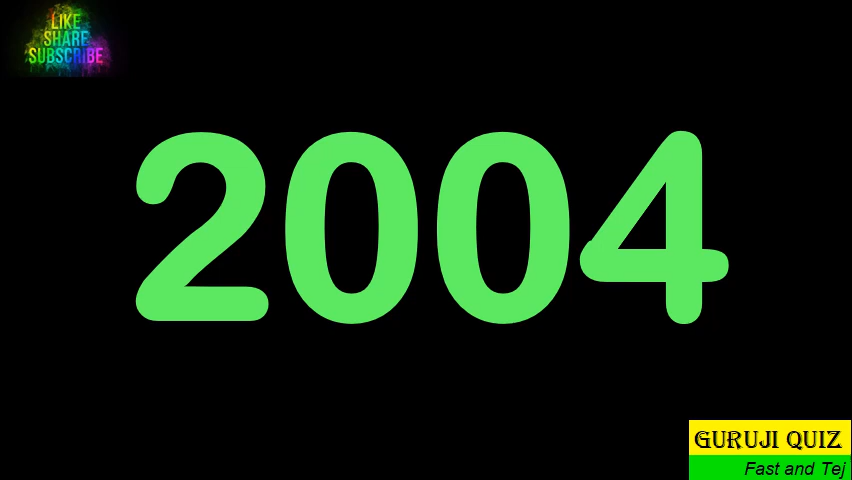 LIKE
SHARE
SUBSCRIBE
2004
GURUJI QUIZ
Fast and Tej